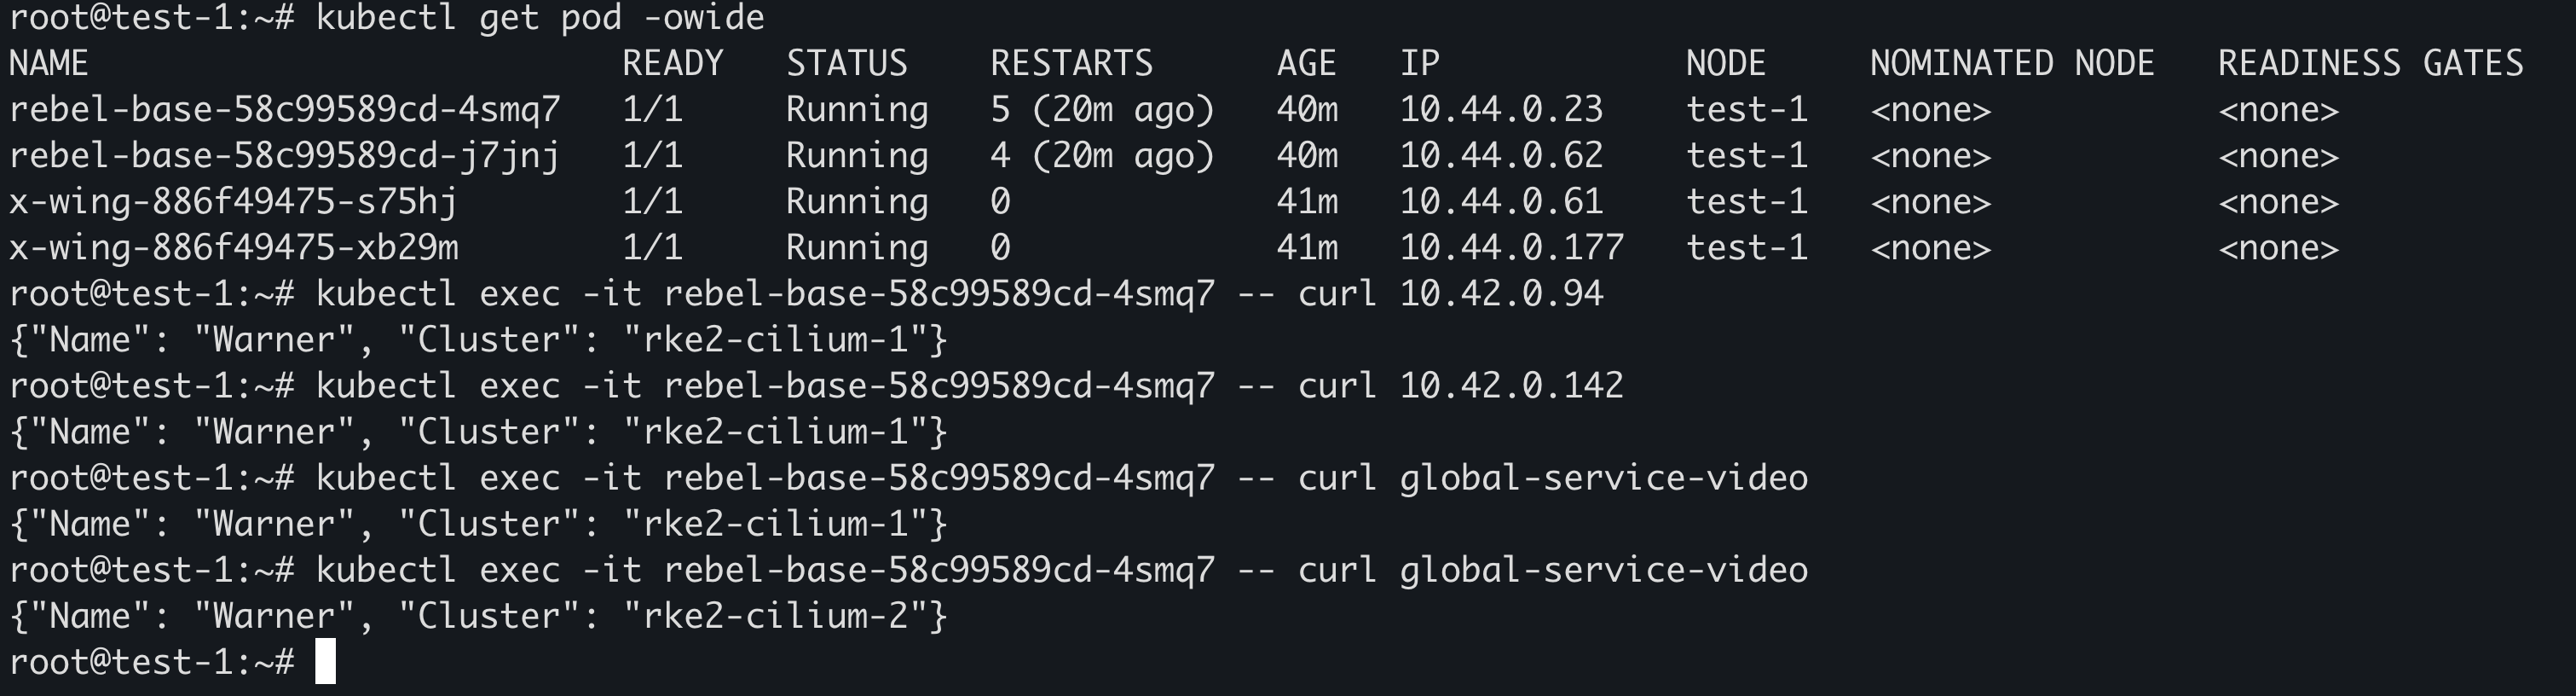 root@test-1:~# kubectl get pod -owide
NAME                          READY   STATUS    RESTARTS      AGE   IP            NODE     NOMINATED NODE   READINESS GATES
rebel-base-58c99589cd-4smq7   1/1     Running   5 (20m ago)   40m   10.44.0.23    test-1   <none>           <none>
rebel-base-58c99589cd-j7jnj   1/1     Running   4 (20m ago)   40m   10.44.0.62    test-1   <none>           <none>
x-wing-886f49475-s75hj        1/1     Running   0             41m   10.44.0.61    test-1   <none>           <none>
x-wing-886f49475-xb29m        1/1     Running   0             41m   10.44.0.177   test-1   <none>           <none>
root@test-1:~# kubectl exec -it rebel-base-58c99589cd-4smq7 -- curl 10.42.0.94
{"Name": "Warner", "Cluster": "rke2-cilium-1"}
root@test-1:~# kubectl exec -it rebel-base-58c99589cd-4smq7 -- curl 10.42.0.142
{"Name": "Warner", "Cluster": "rke2-cilium-1"}
root@test-1:~# kubectl exec -it rebel-base-58c99589cd-4smq7 -- curl global-service-video
{"Name": "Warner", "Cluster": "rke2-cilium-1"}
root@test-1:~# kubectl exec -it rebel-base-58c99589cd-4smq7 -- curl global-service-video
{"Name": "Warner", "Cluster": "rke2-cilium-2"}
root@test-1:~#